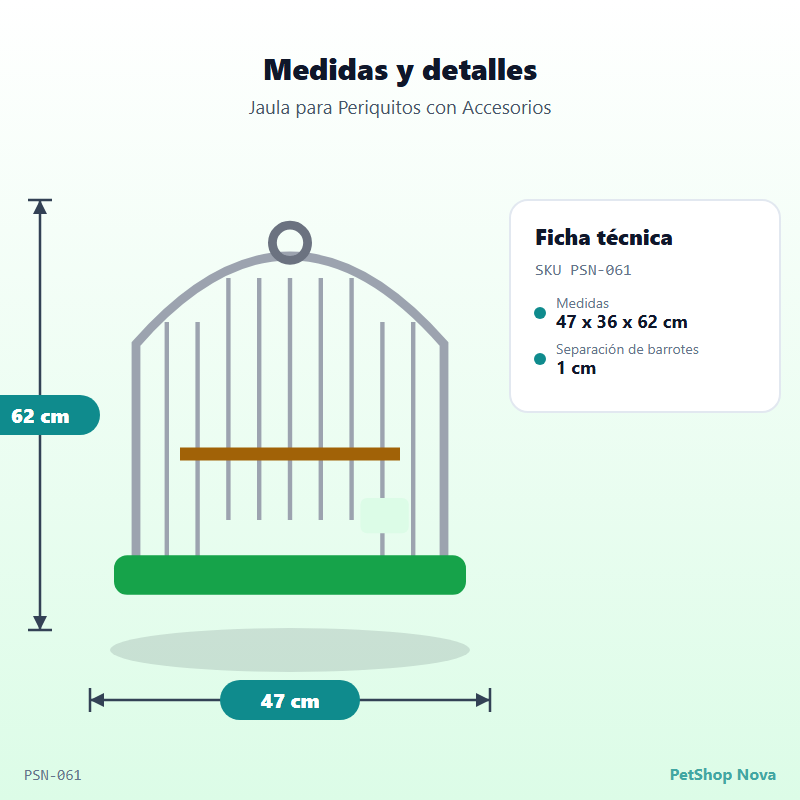 Medidas y detalles
Jaula para Periquitos con Accesorios
Ficha técnica
SKU PSN-061
Medidas
47 x 36 x 62 cm
Separación de barrotes
1 cm
62 cm
47 cm
PSN-061
PetShop Nova